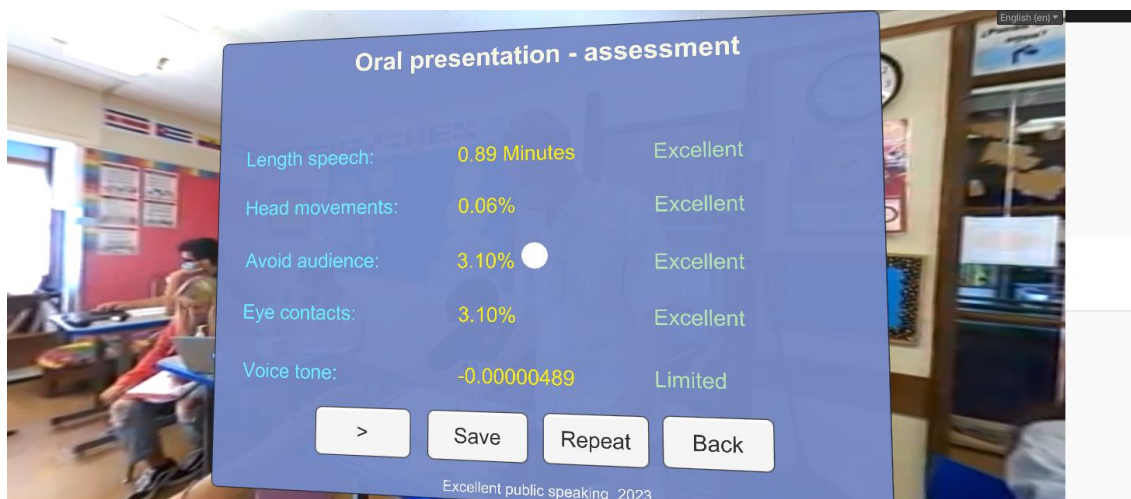 English (en)
Oral presentation - assessment
Length speech: 0.89 Minutes Excellent
Head movements: 0.06% Excellent
Avoid audience: 3.10% Excellent
Eye contacts: 3.10% Excellent
Voice tone: -0.00000489 Limited
> Save Repeat Back
Excellent public speaking 2023